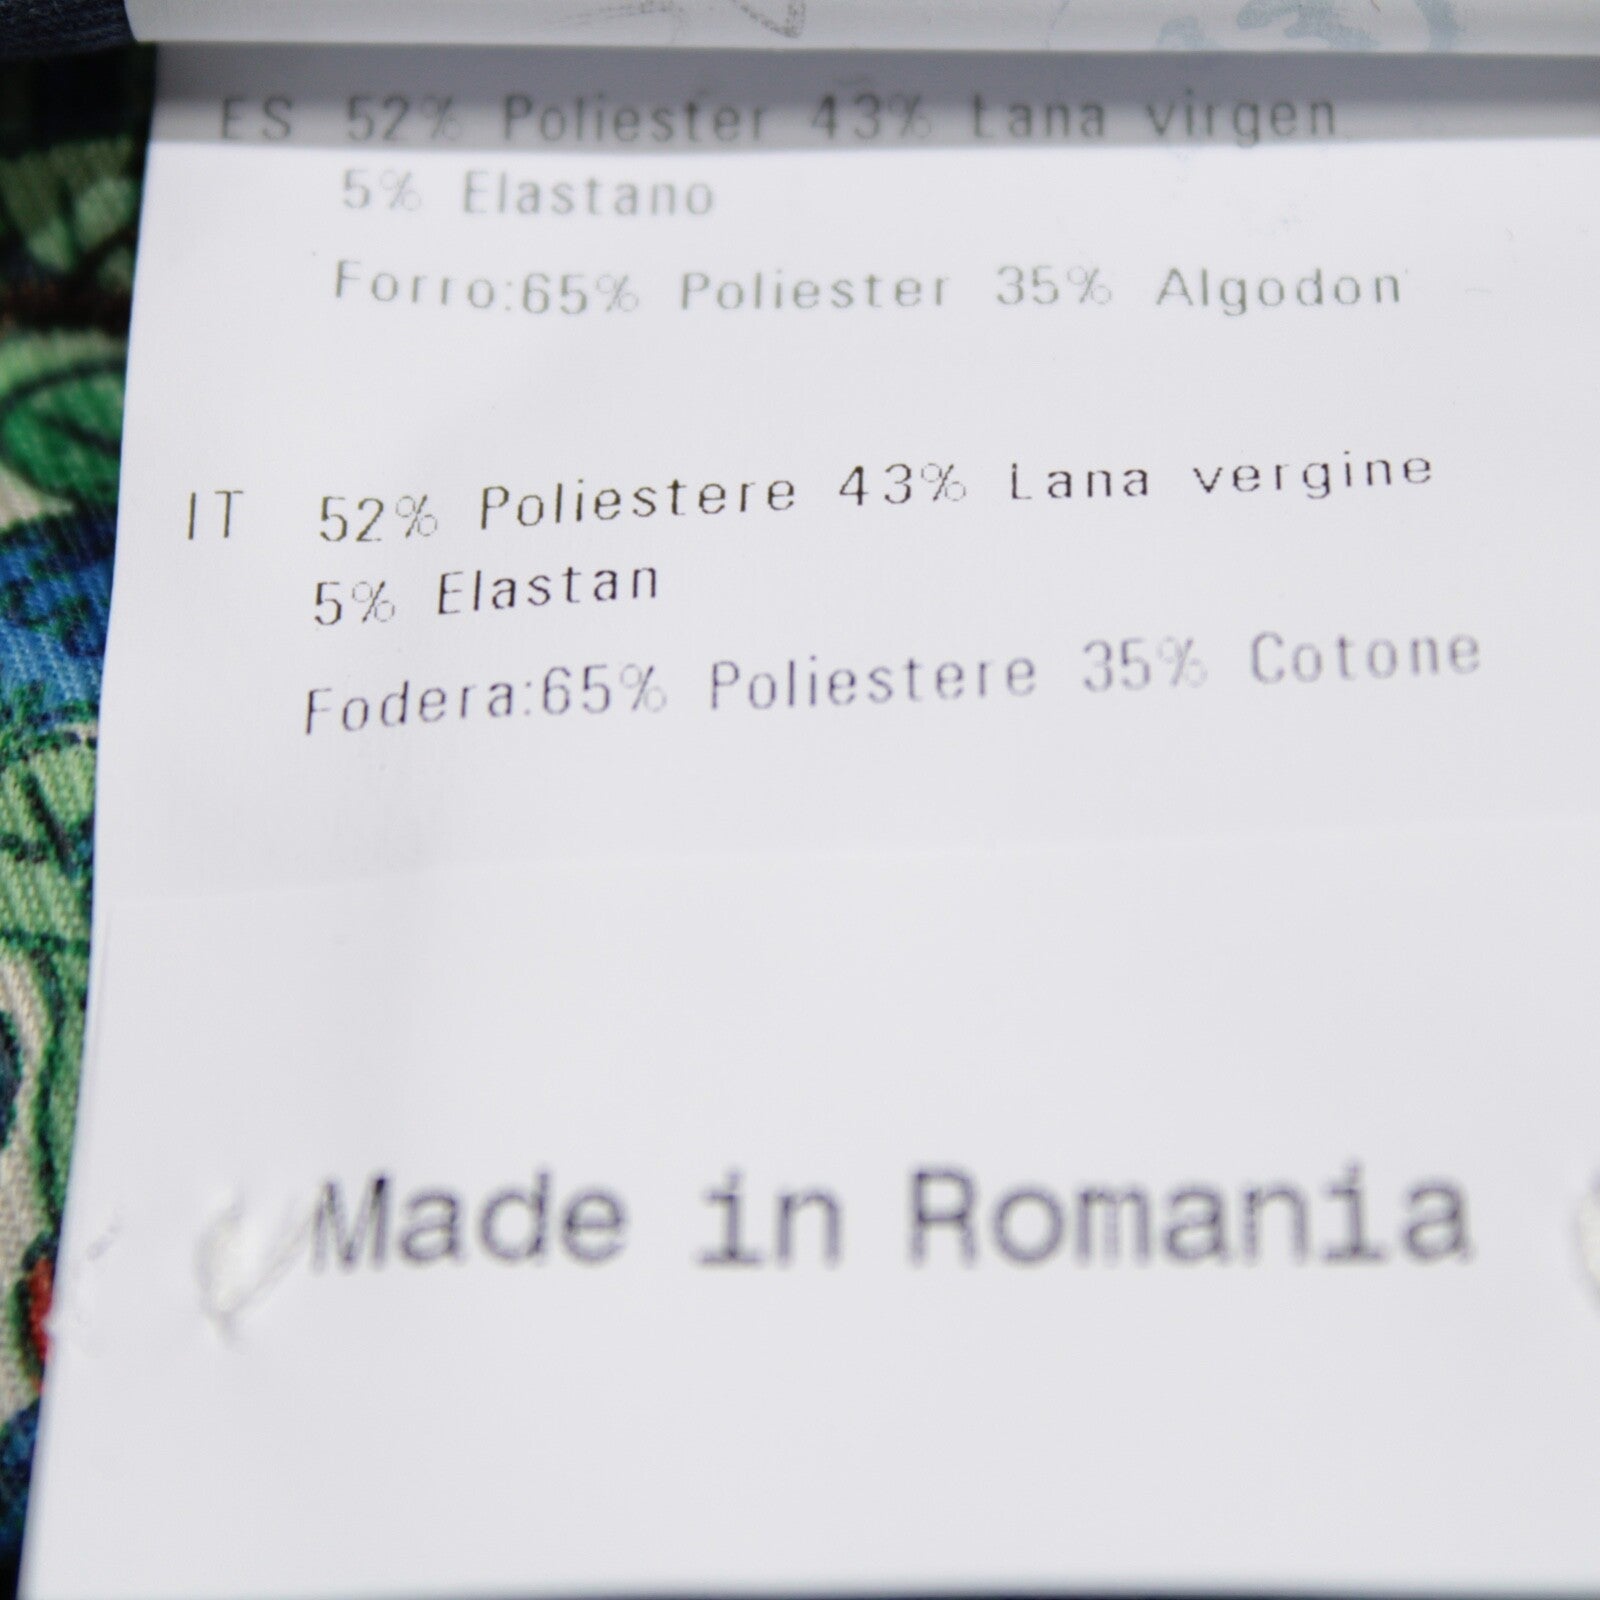 ES 52% Poliester 43% Lana virgen
5% Elastano
Forro:65% Poliester 35% Algodon
IT 52% Poliestere 43% Lana vergine
5% Elastan
Fodera:65% Poliestere 35% Cotone
Made in Romania